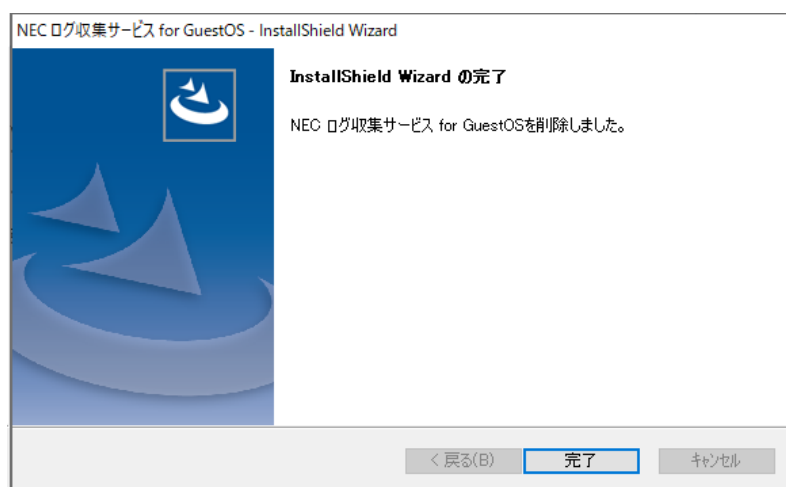 NEC ログ収集サービス for GuestOS - InstallShield Wizard
InstallShield Wizard の完了
NEC ログ収集サービス for GuestOSを削除しました。
< 戻る(B)
完了
キャンセル